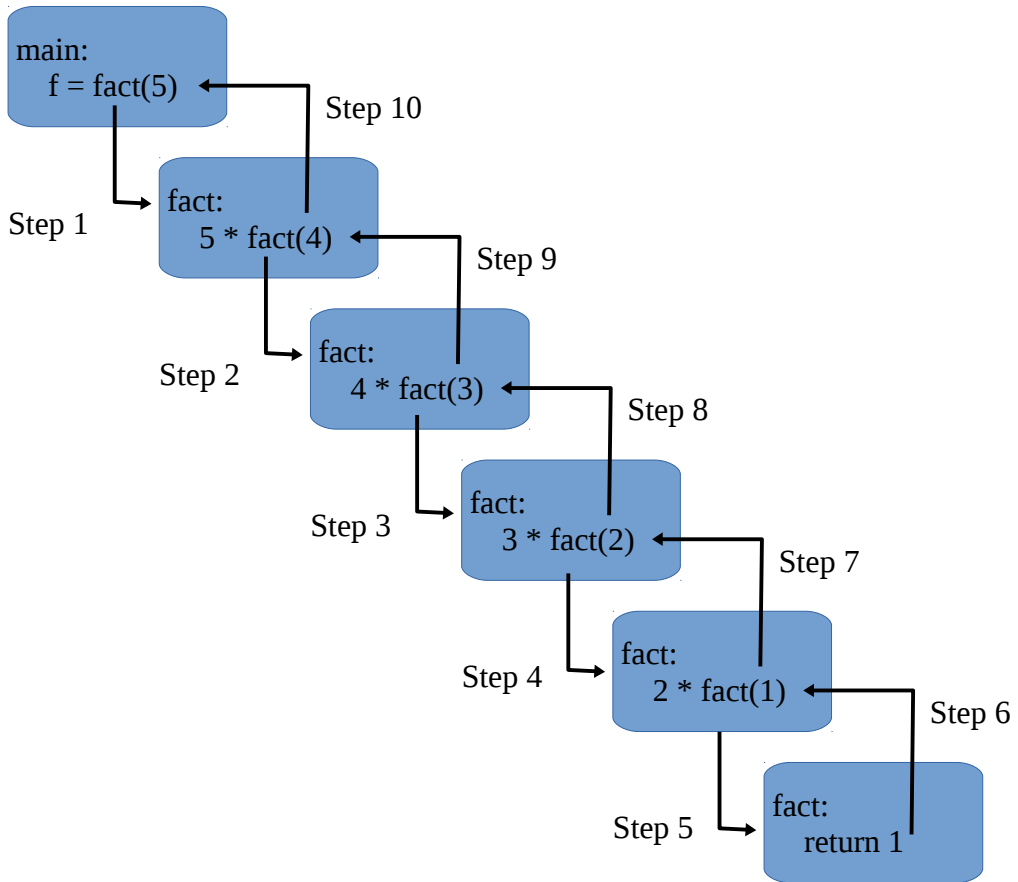 main:
f = fact(5)
Step 10
Step 1
fact:
5 * fact(4)
Step 9
Step 2
fact:
4 * fact(3)
Step 8
Step 3
fact:
3 * fact(2)
Step 7
Step 4
fact:
2 * fact(1)
Step 6
Step 5
fact:
return 1